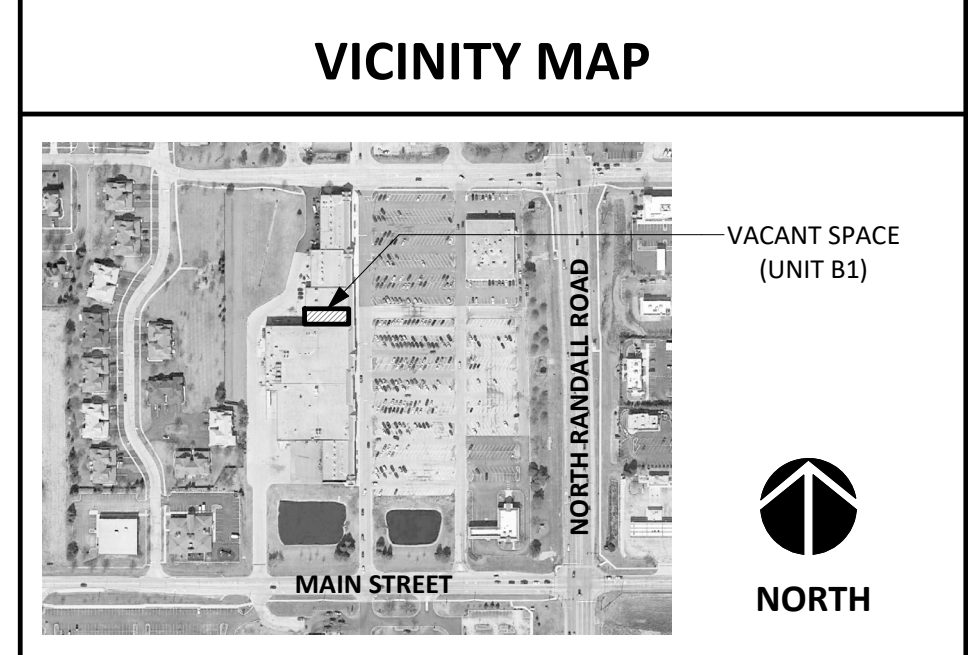 VICINITY MAP
VACANT SPACE
(UNIT B1)
NORTH RANDALL ROAD
MAIN STREET
NORTH